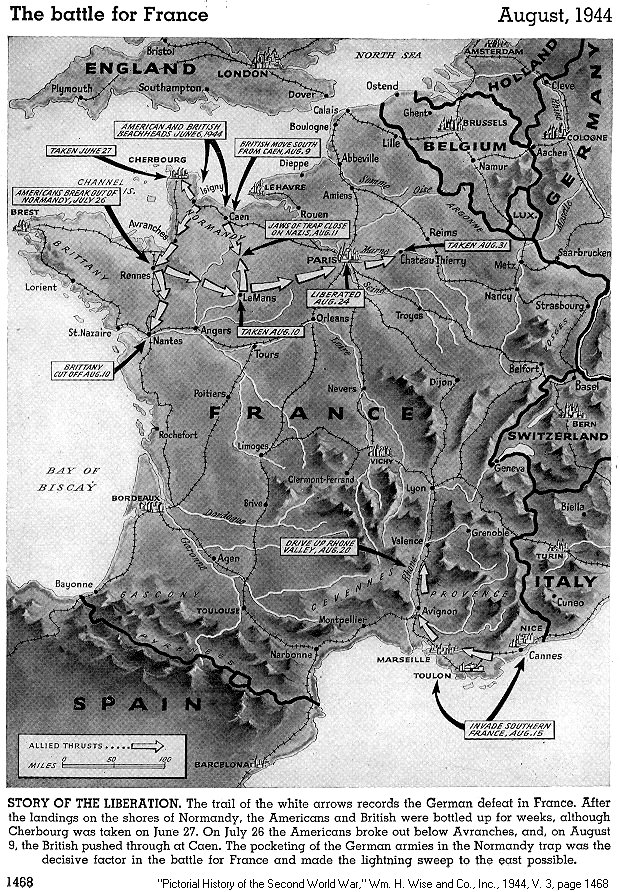 The battle for France
August, 1944
NORTH SEA
AMSTERDAM
HOLLAND
GERMANY
Bristol
ENGLAND
LONDON
Plymouth
Southampton
Dover
Ostend
Cleve
Calais
Ghent
BRUSSELS
COLOGNE
AMERICAN AND BRITISH
BEACHHEADS JUNE 6, 1944
Boulogne
Lille
BELGIUM
Aachen
TAKEN JUNE 27
BRITISH MOVE SOUTH
FROM CAEN, AUG. 9
Abbeville
Namur
CHERBOURG
Dieppe
Somme
Oise
ARGONNE
LUX.
Moselle
CHANNEL
IS.
Isigny
LE HAVRE
Amiens
AMERICANS BREAK OUT OF
NORMANDY, JULY 26
NORMANDY
Caen
Rouen
BREST
Avranches
JAWS OF TRAP CLOSE
ON NAZIS, AUG. 11
Reims
TAKEN AUG. 31
BRITTANY
PARIS
Marne
Chateau Thierry
Metz
Saarbrucken
Rennes
Lorient
LeMans
LIBERATED
AUG. 24
Seine
Nancy
Strasbourg
St. Nazaire
Angers
TAKEN AUG. 10
Orleans
Troyes
VOSGES
Nantes
Tours
Loire
BRITTANY
CUT OFF AUG. 10
Belfort
Basel
Poitiers
Nevers
Dijon
FRANCE
BERN
SWITZERLAND
Rochefort
Limoges
VICHY
Geneva
BAY OF
BISCAY
Clermont-Ferrand
Lyon
BORDEAUX
Brive
Biella
Dordogne
Grenoble
DRIVE UP RHONE
VALLEY, AUG. 20
Valence
TURIN
Garonne
Agen
Rhone
ITALY
Bayonne
GASCONY
CEVENNES
PROVENCE
Cuneo
TOULOUSE
Avignon
Montpellier
NICE
PYRENEES
Narbonne
MARSEILLE
Cannes
TOULON
SPAIN
INVADE SOUTHERN
FRANCE, AUG. 15
ALLIED THRUSTS.....
MILES 0 50 100
BARCELONA
STORY OF THE LIBERATION. The trail of the white arrows records the German defeat in France. After
the landings on the shores of Normandy, the Americans and British were bottled up for weeks, although
Cherbourg was taken on June 27. On July 26 the Americans broke out below Avranches, and, on August
9, the British pushed through at Caen. The pocketing of the German armies in the Normandy trap was the
decisive factor in the battle for France and made the lightning sweep to the east possible.
1468
"Pictorial History of the Second World War," Wm. H. Wise and Co., Inc., 1944, V. 3, page 1468